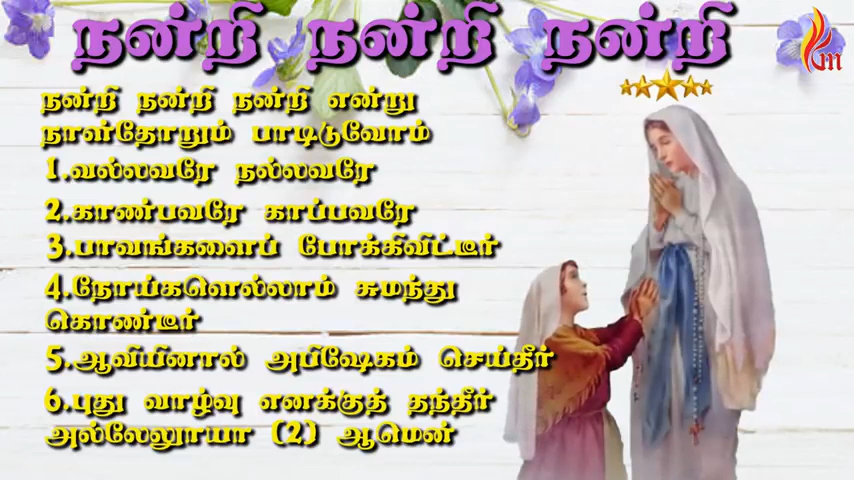 நன்றி நன்றி நன்றி
நன்றி நன்றி நன்றி என்று
நாள்தோறும் பாடிடுவோம்
1.வல்லவரே நல்லவரே
2.காண்பவரே காப்பவரே
3.பாவங்களைப் போக்கிவிட்டீர்
4.நோய்களெல்லாம் சுமந்து
கொண்டீர்
5.ஆவியினால் அபிஷேகம் செய்தீர்
6.புது வாழ்வு எனக்குத் தந்தீர்
அல்லேலூயா (2) ஆமென்